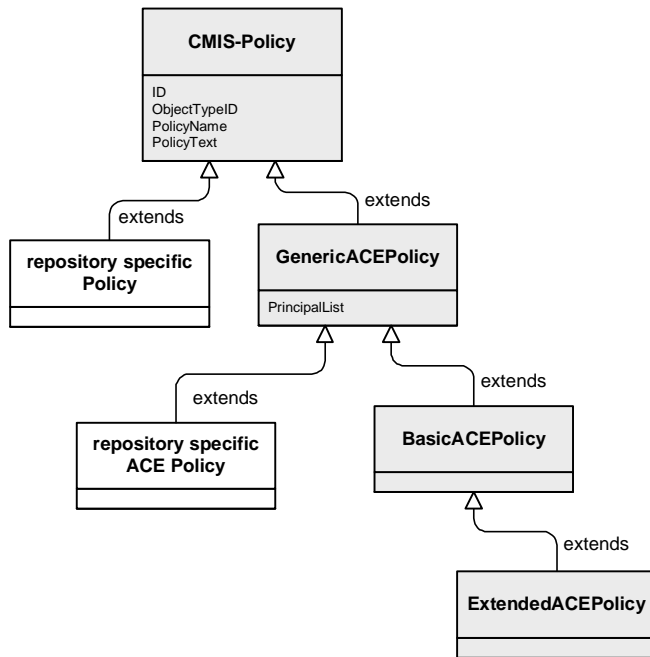 CMIS-Policy
ID
ObjectTypeID
PolicyName
PolicyText
extends
extends
repository specific
Policy
GenericACEPolicy
PrincipalList
extends
extends
repository specific
ACE Policy
BasicACEPolicy
extends
ExtendedACEPolicy